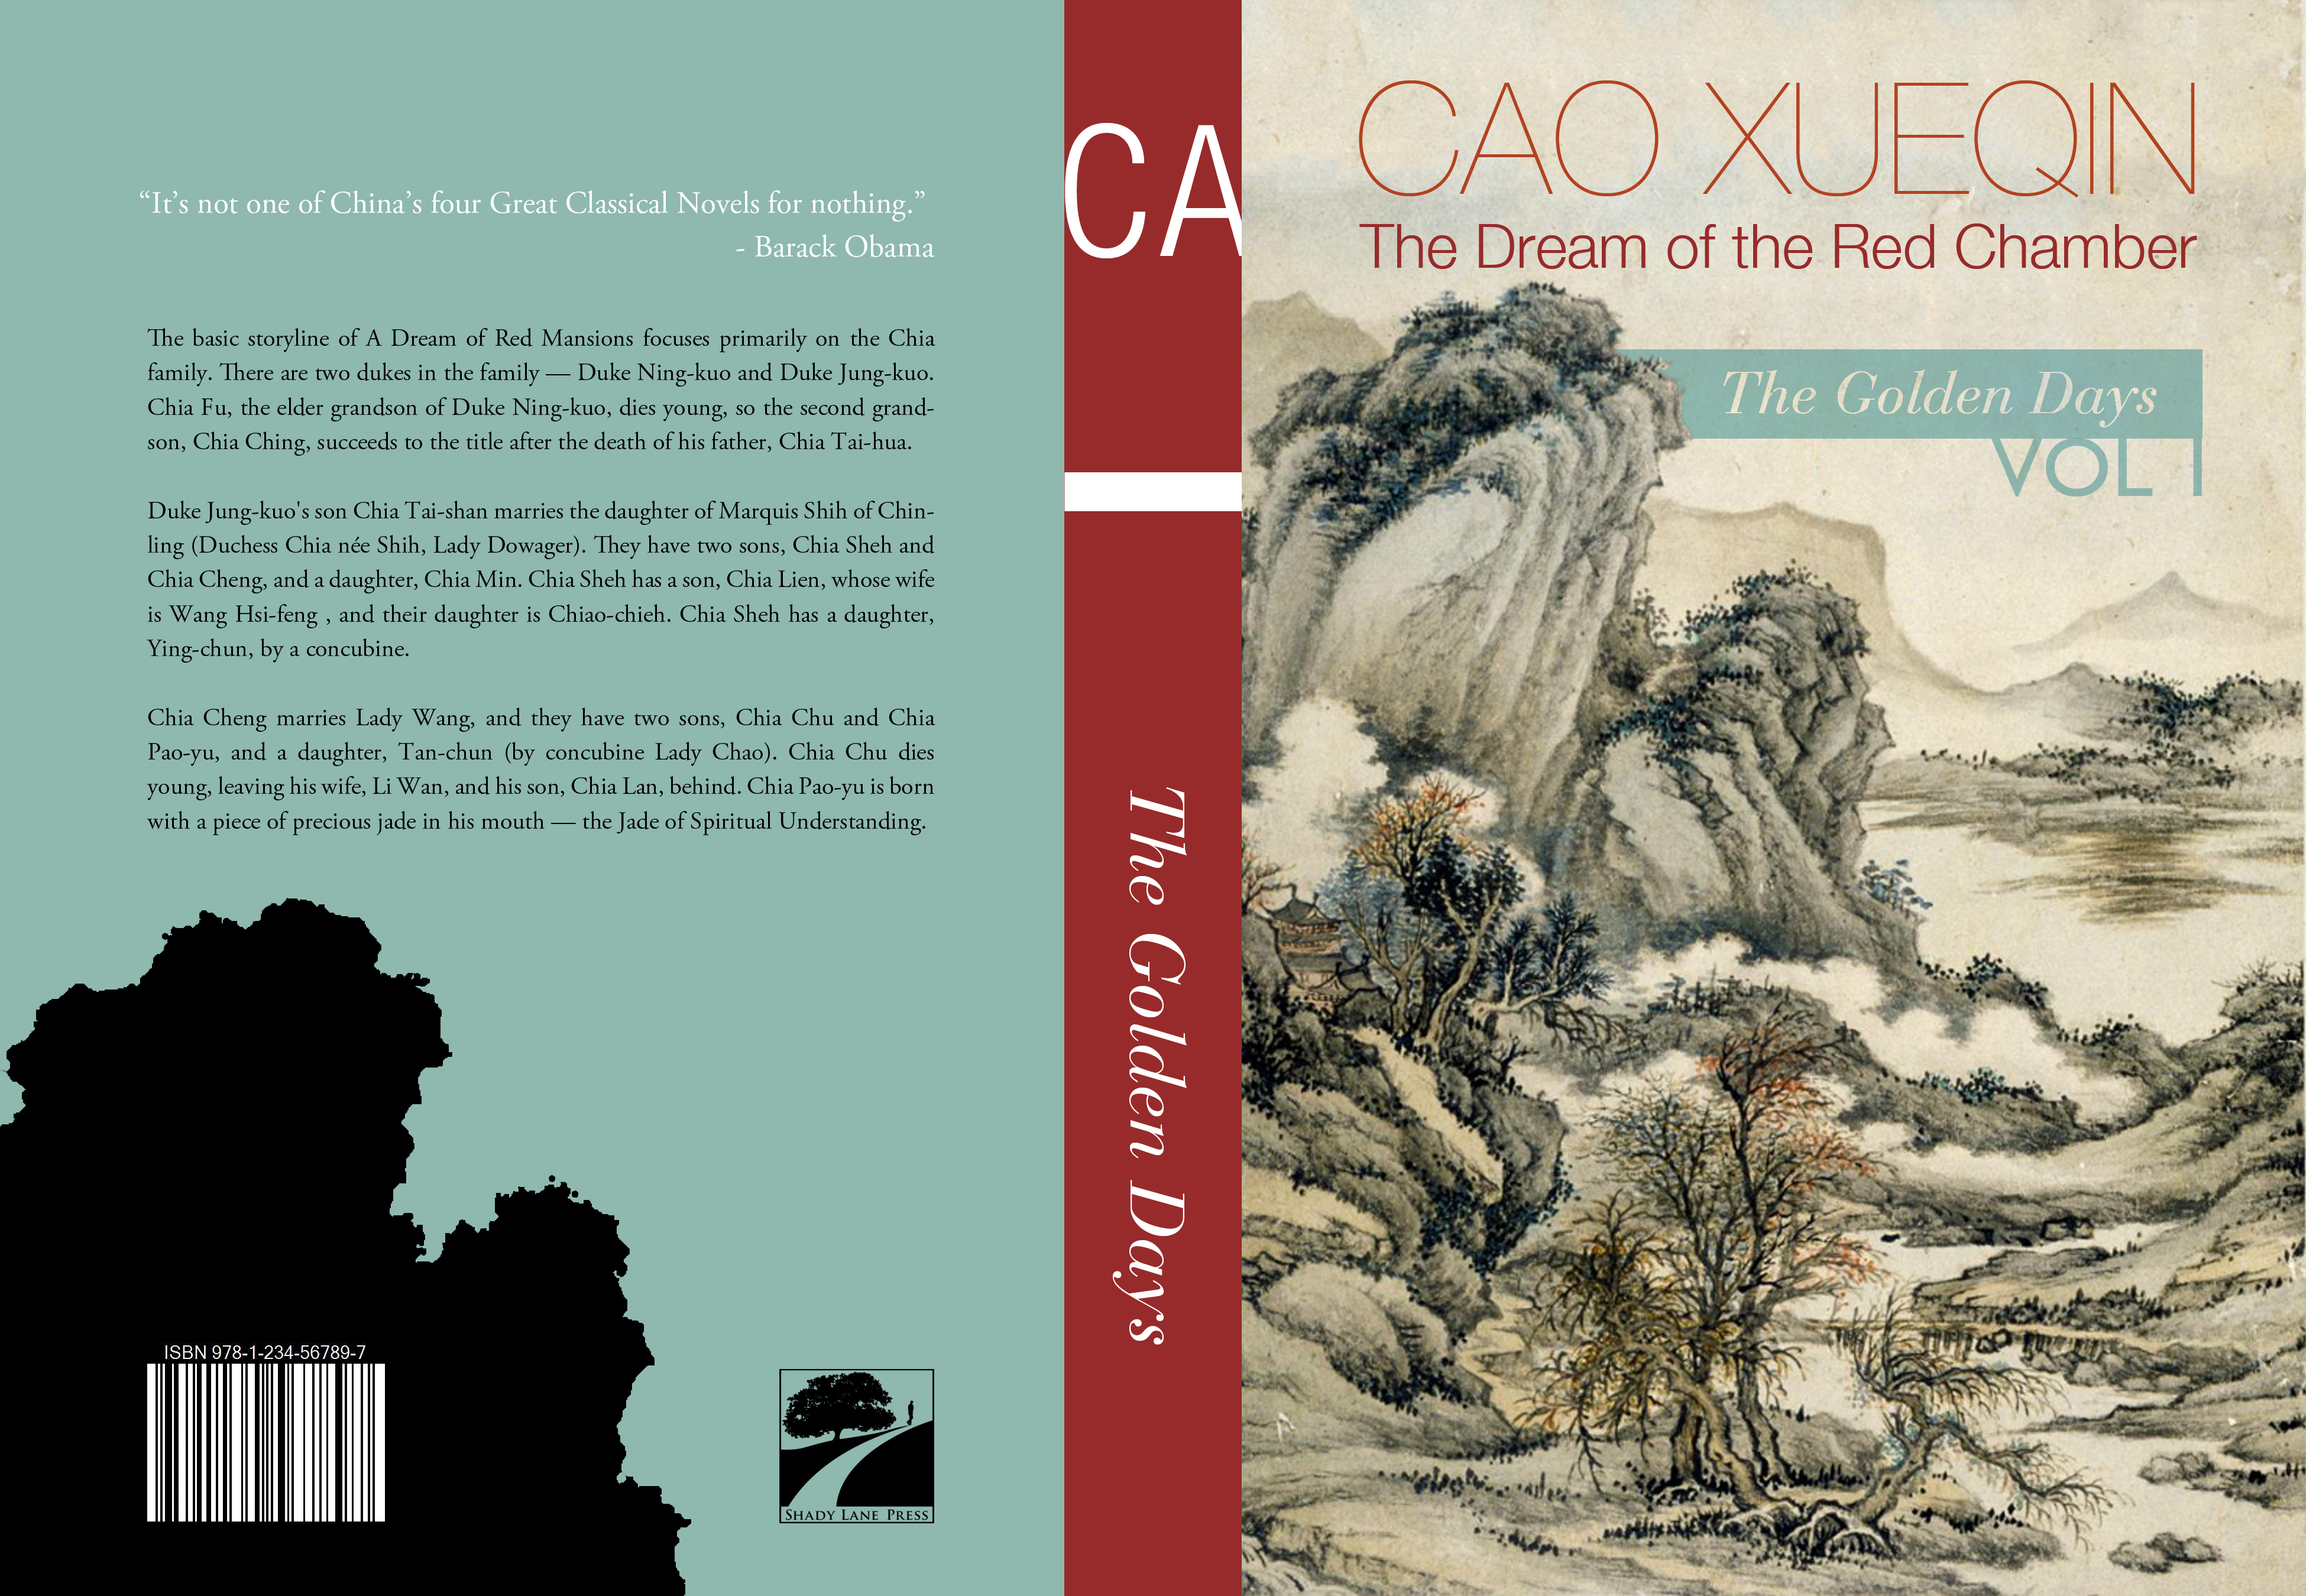 “It’s not one of China’s four Great Classical Novels for nothing.”
- Barack Obama
The basic storyline of A Dream of Red Mansions focuses primarily on the Chia
family. There are two dukes in the family — Duke Ning-kuo and Duke Jung-kuo.
Chia Fu, the elder grandson of Duke Ning-kuo, dies young, so the second grand-
son, Chia Ching, succeeds to the title after the death of his father, Chia Tai-hua.
Duke Jung-kuo's son Chia Tai-shan marries the daughter of Marquis Shih of Chin-
ling (Duchess Chia née Shih, Lady Dowager). They have two sons, Chia Sheh and
Chia Cheng, and a daughter, Chia Min. Chia Sheh has a son, Chia Lien, whose wife
is Wang Hsi-feng , and their daughter is Chiao-chieh. Chia Sheh has a daughter,
Ying-chun, by a concubine.
Chia Cheng marries Lady Wang, and they have two sons, Chia Chu and Chia
Pao-yu, and a daughter, Tan-chun (by concubine Lady Chao). Chia Chu dies
young, leaving his wife, Li Wan, and his son, Chia Lan, behind. Chia Pao-yu is born
with a piece of precious jade in his mouth — the Jade of Spiritual Understanding.
ISBN 978-1-234-56789-7
SHADY LANE PRESS
CA
The Golden Days
CAO XUEQIN
The Dream of the Red Chamber
The Golden Days
VOL I